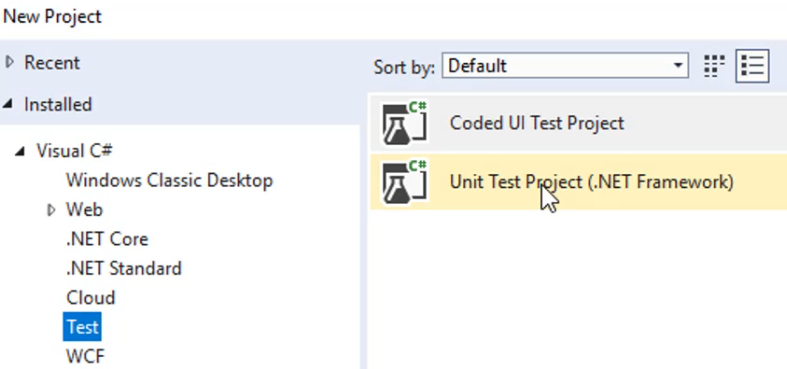 New Project
Recent
Installed
Visual C#
Windows Classic Desktop
Web
.NET Core
.NET Standard
Cloud
Test
WCF
Sort by: Default
C# Coded UI Test Project
C# Unit Test Project (.NET Framework)